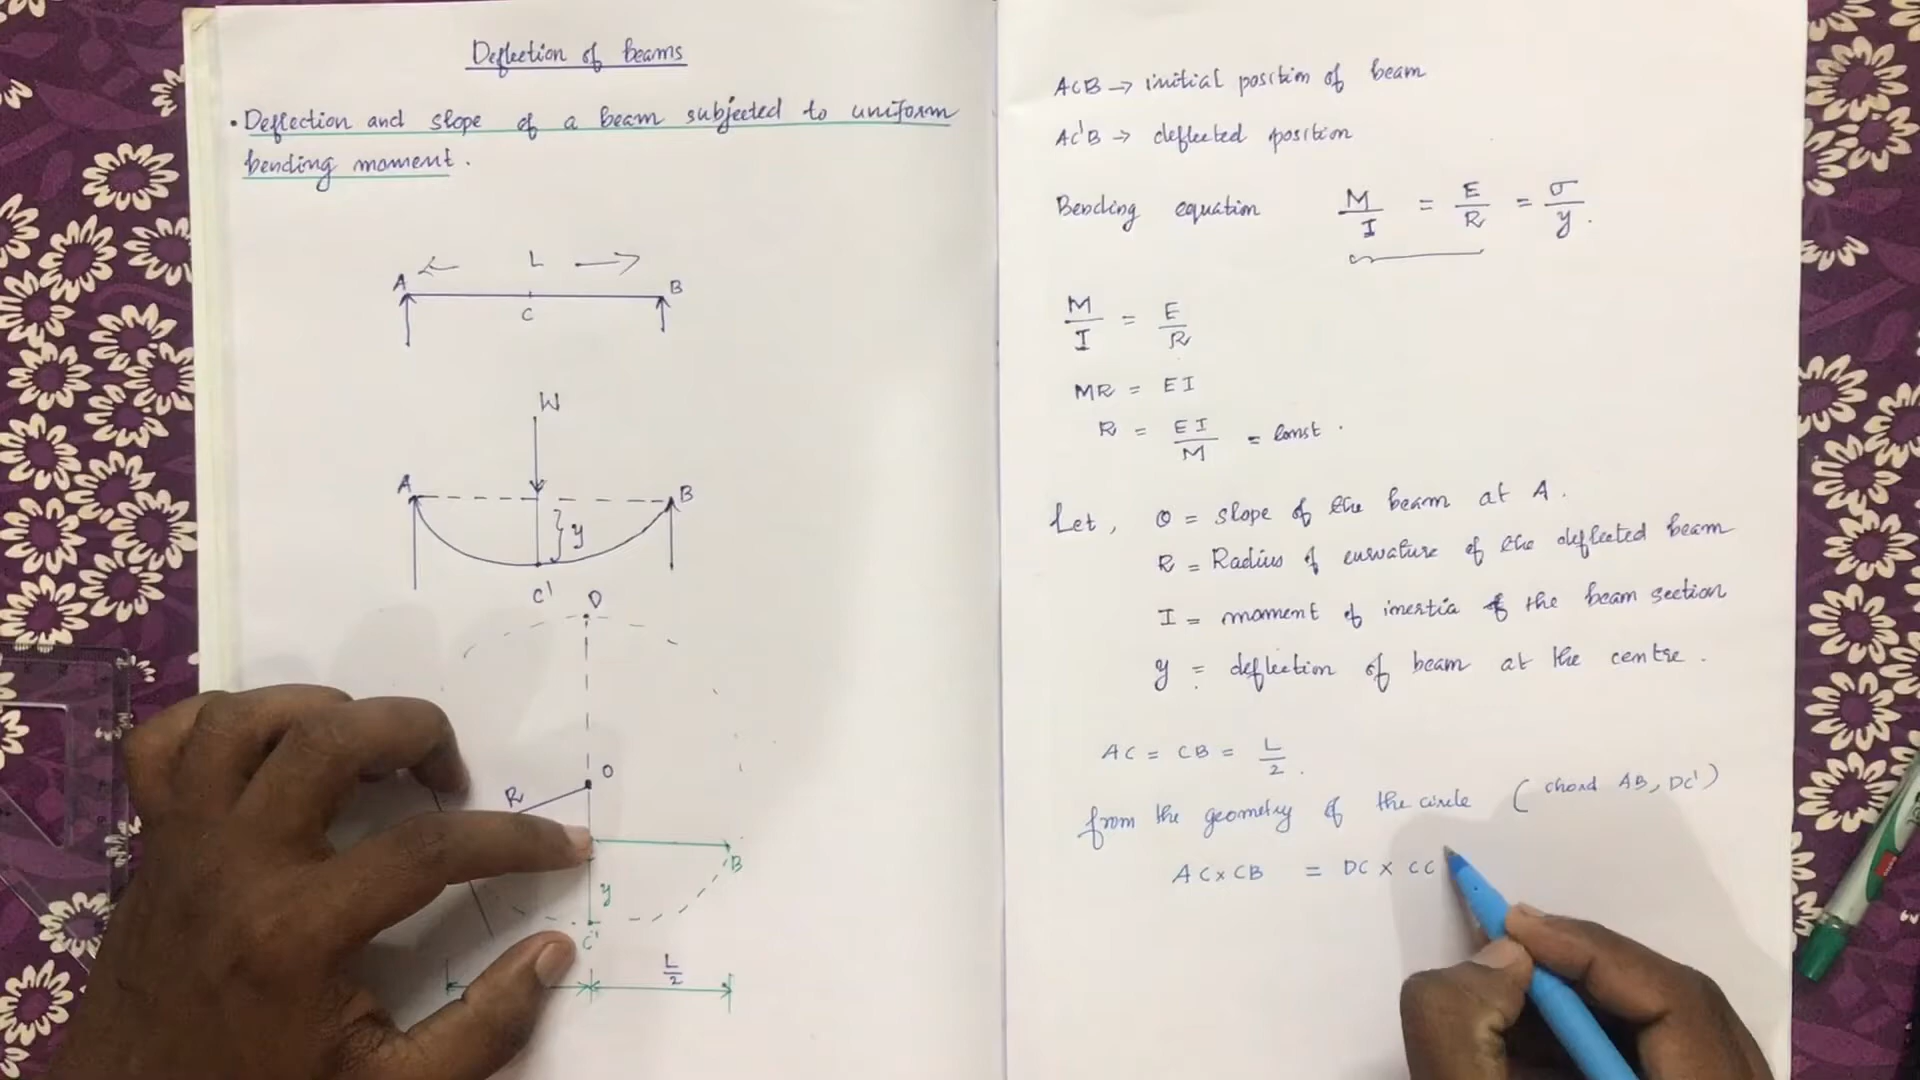 Deflection of beams
• Deflection and slope of a beam subjected to uniform
bending moment.
L
A
B
C
W
A
B
y
C'
D
O
R
B
y
C'
L/2
ACB → initial position of beam
AC'B → deflected position
Bending equation M/I = E/R = σ/y.
M/I = E/R
MR = EI
R = EI/M = Const.
Let, θ = slope of the beam at A.
R = Radius of curvature of the deflected beam
I = moment of inertia of the beam section
y = deflection of beam at the centre.
AC = CB = L/2.
from the geometry of the circle (chord AB, DC')
AC x CB = DC x CC